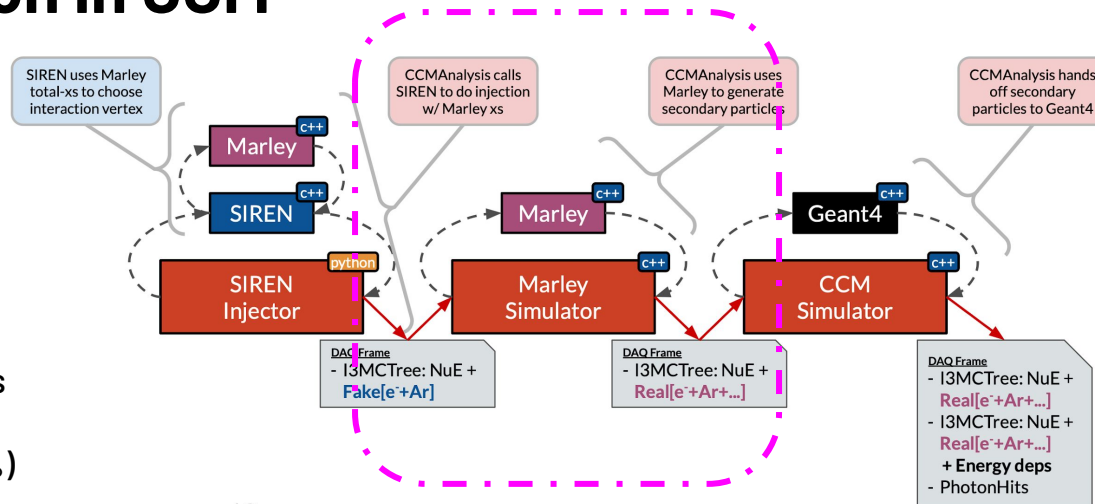 SIREN uses Marley
total-xs to choose
interaction vertex
CCMAnalysis calls
SIREN to do injection
w/ Marley xs
CCMAnalysis uses
Marley to generate
secondary particles
CCMAnalysis hands
off secondary
particles to Geant4
c++
Marley
c++
SIREN
python
SIREN
Injector
c++
Marley
c++
Marley
Simulator
c++
Geant4
c++
CCM
Simulator
DAQ Frame
- I3MCTree: NuE +
Fake[e⁻+Ar]
DAQ Frame
- I3MCTree: NuE +
Real[e⁻+Ar+...]
DAQ Frame
- I3MCTree: NuE +
Real[e⁻+Ar+...]
- I3MCTree: NuE +
Real[e⁻+Ar+...]
+ Energy deps
- PhotonHits